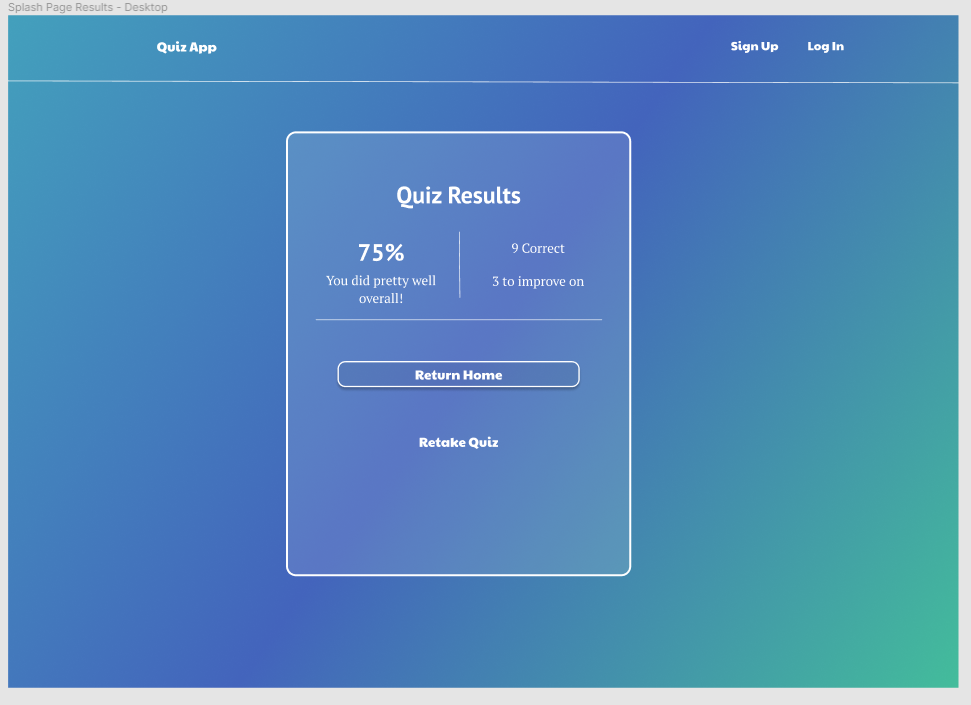 Splash Page Results - Desktop
Quiz App
Sign Up
Log In
Quiz Results
75%
You did pretty well
overall!
9 Correct
3 to improve on
Return Home
Retake Quiz